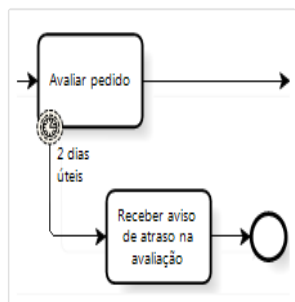 Avaliar pedido
2 dias
úteis
Receber aviso
de atraso na
avaliação